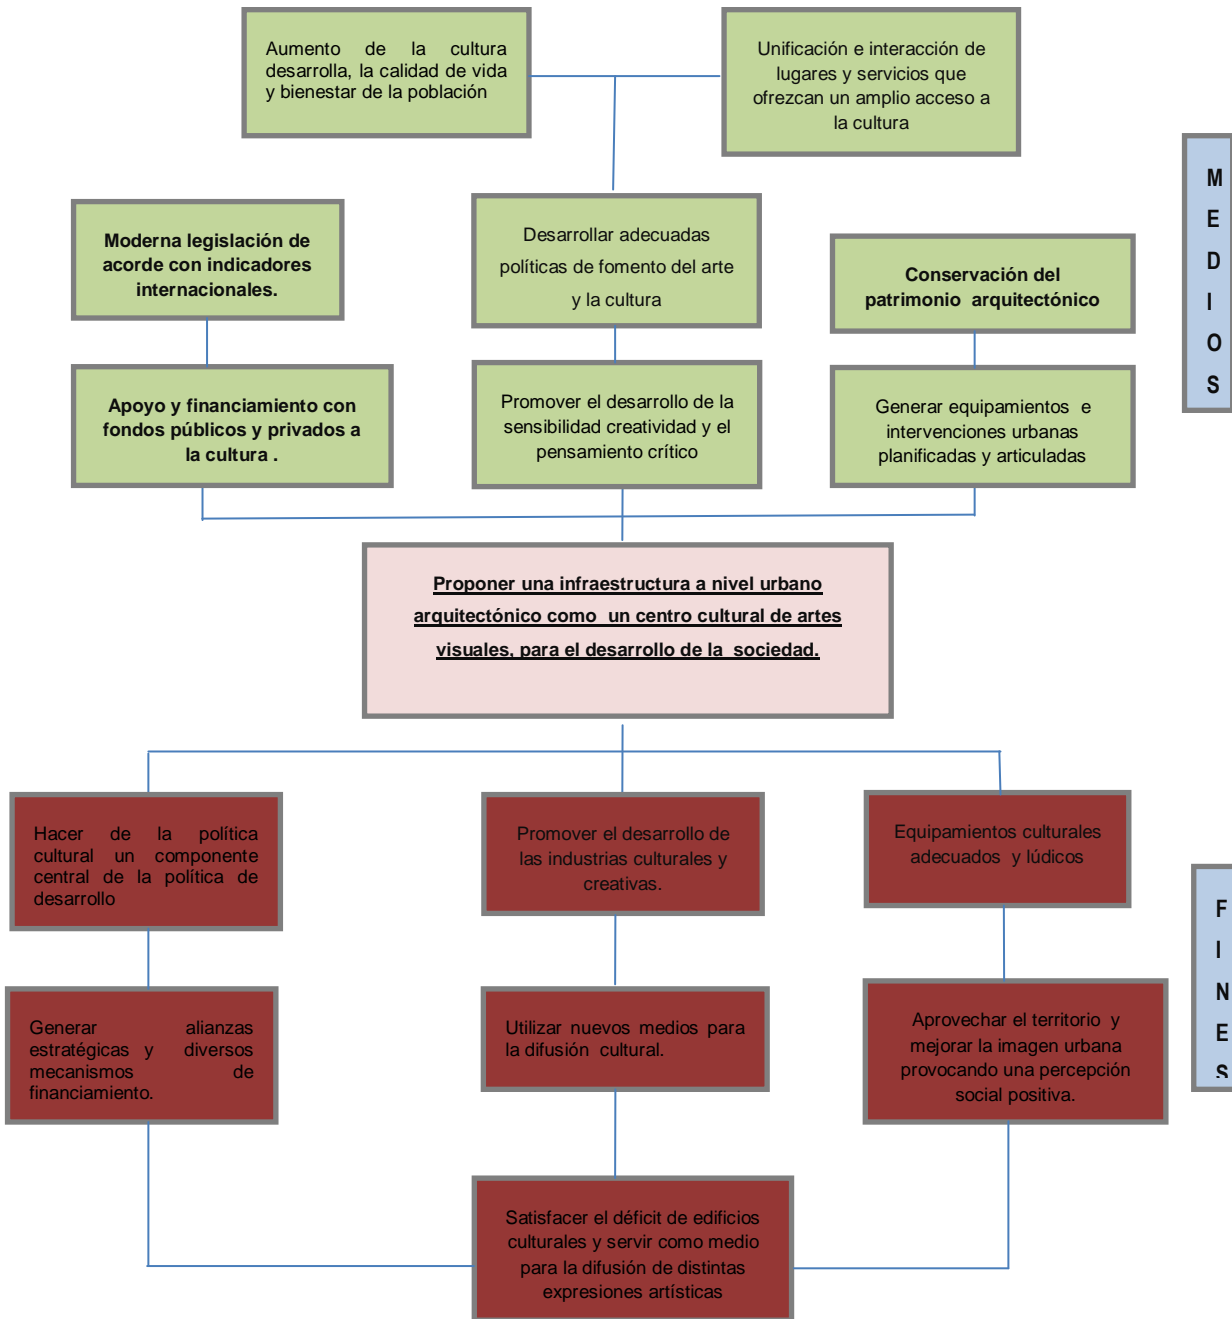 Aumento de la cultura
desarrolla, la calidad de vida
y bienestar de la población
Unificación e interacción de
lugares y servicios que
ofrezcan un amplio acceso a
la cultura
M
E
D
I
O
S
Moderna legislación de
acorde con indicadores
internacionales.
Desarrollar adecuadas
políticas de fomento del arte
y la cultura
Conservación del
patrimonio arquitectónico
Apoyo y financiamiento con
fondos públicos y privados a
la cultura .
Promover el desarrollo de la
sensibilidad creatividad y el
pensamiento crítico
Generar equipamientos e
intervenciones urbanas
planificadas y articuladas
Proponer una infraestructura a nivel urbano
arquitectónico como un centro cultural de artes
visuales, para el desarrollo de la sociedad.
Hacer de la política
cultural un componente
central de la política de
desarrollo
Promover el desarrollo de
las industrias culturales y
creativas.
Equipamientos culturales
adecuados y lúdicos
F
I
N
E
S
Generar alianzas
estratégicas y diversos
mecanismos de
financiamiento.
Utilizar nuevos medios para
la difusión cultural.
Aprovechar el territorio y
mejorar la imagen urbana
provocando una percepción
social positiva.
Satisfacer el déficit de edificios
culturales y servir como medio
para la difusión de distintas
expresiones artísticas